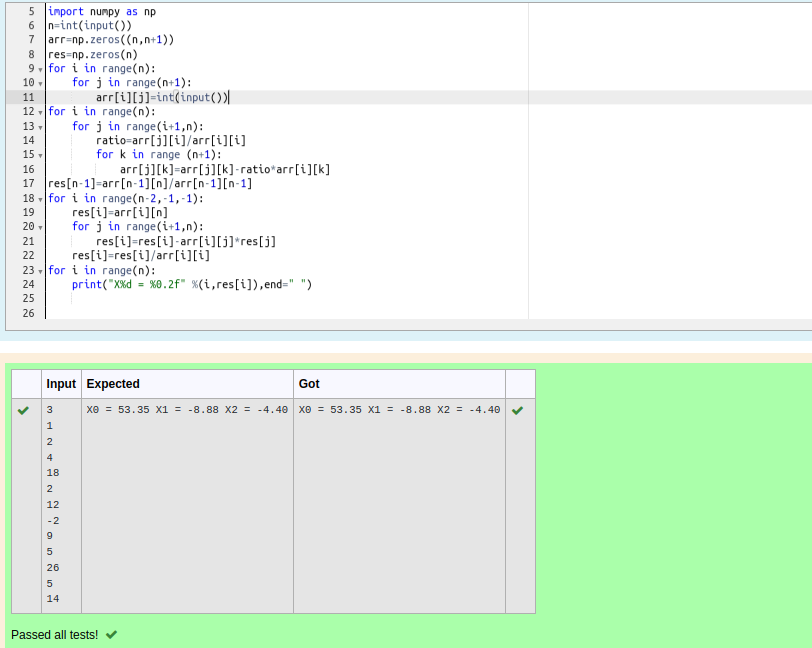 5 import numpy as np
6 n=int(input())
7 arr=np.zeros((n,n+1))
8 res=np.zeros(n)
9 for i in range(n):
10     for j in range(n+1):
11         arr[i][j]=int(input())
12 for i in range(n):
13     for j in range(i+1,n):
14         ratio=arr[j][i]/arr[i][i]
15         for k in range (n+1):
16             arr[j][k]=arr[j][k]-ratio*arr[i][k]
17 res[n-1]=arr[n-1][n]/arr[n-1][n-1]
18 for i in range(n-2,-1,-1):
19     res[i]=arr[i][n]
20     for j in range(i+1,n):
21         res[i]=res[i]-arr[i][j]*res[j]
22     res[i]=res[i]/arr[i][i]
23 for i in range(n):
24     print("X%d = %0.2f" %(i,res[i]),end=" ")
25
26
Input Expected Got
3 X0 = 53.35 X1 = -8.88 X2 = -4.40 X0 = 53.35 X1 = -8.88 X2 = -4.40
1
2
4
18
2
12
-2
9
5
26
5
14
Passed all tests!